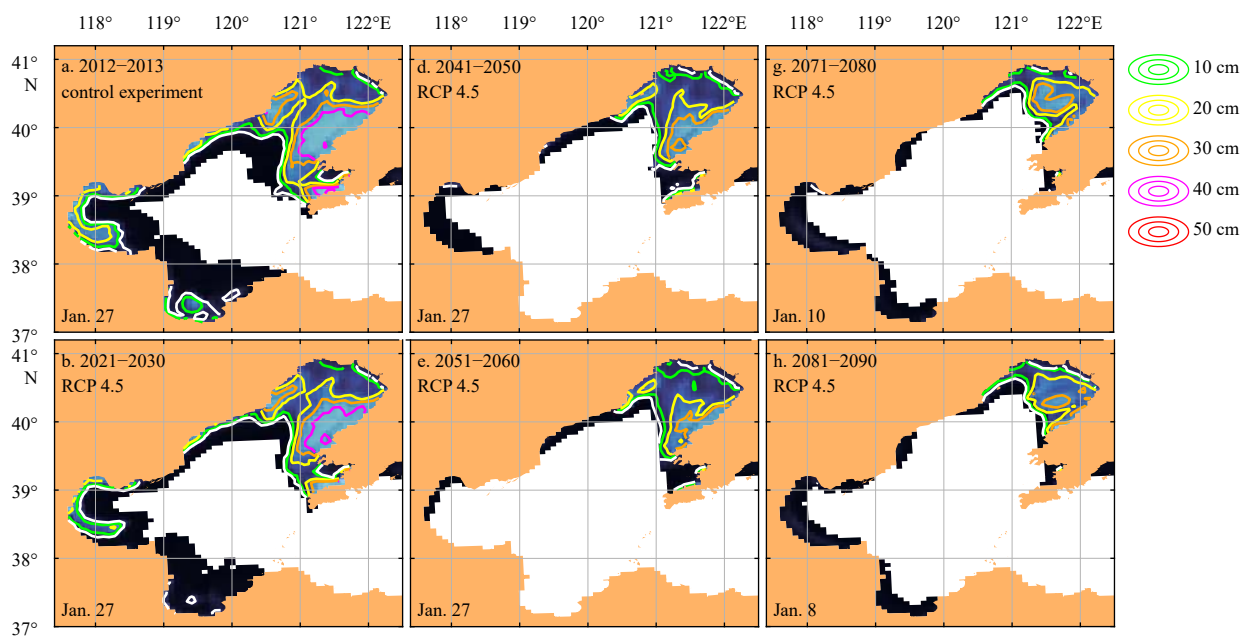 118° 119° 120° 121° 122°E 118° 119° 120° 121° 122°E 118° 119° 120° 121° 122°E
41°
N
40°
39°
38°
37°
a. 2012−2013
control experiment
Jan. 27
d. 2041−2050
RCP 4.5
Jan. 27
g. 2071−2080
RCP 4.5
Jan. 10
10 cm
20 cm
30 cm
40 cm
50 cm
41°
N
40°
39°
38°
37°
b. 2021−2030
RCP 4.5
Jan. 27
e. 2051−2060
RCP 4.5
Jan. 27
h. 2081−2090
RCP 4.5
Jan. 8